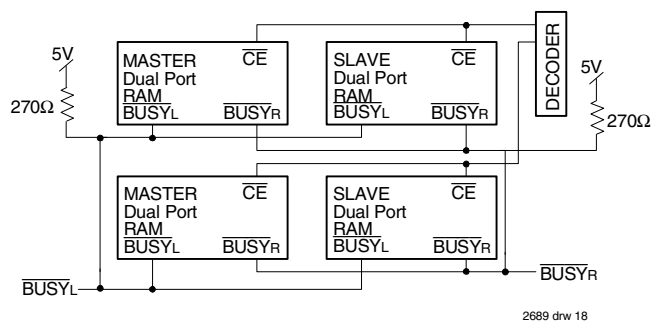 5V
270Ω
MASTER
Dual Port
RAM
CE
BUSYL
BUSYR
SLAVE
Dual Port
RAM
CE
BUSYL
BUSYR
DECODER
5V
270Ω
MASTER
Dual Port
RAM
CE
BUSYL
BUSYR
SLAVE
Dual Port
RAM
CE
BUSYL
BUSYR
BUSYL
BUSYR
2689 drw 18